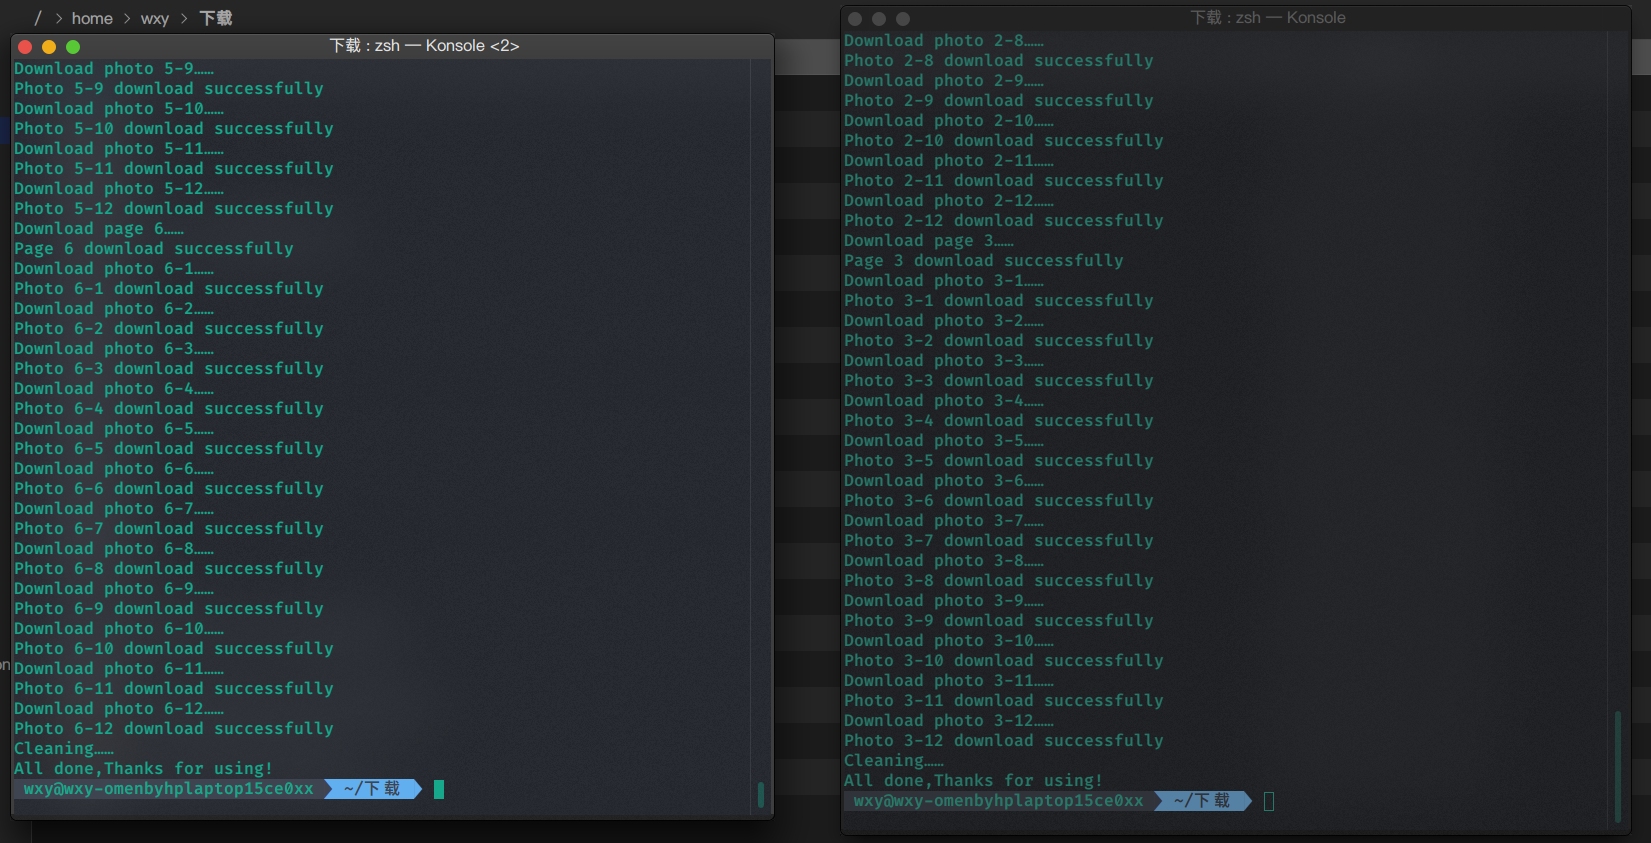 / > home > wxy > 下载
下载 : zsh — Konsole <2>
Download photo 5-9……
Photo 5-9 download successfully
Download photo 5-10……
Photo 5-10 download successfully
Download photo 5-11……
Photo 5-11 download successfully
Download photo 5-12……
Photo 5-12 download successfully
Download page 6……
Page 6 download successfully
Download photo 6-1……
Photo 6-1 download successfully
Download photo 6-2……
Photo 6-2 download successfully
Download photo 6-3……
Photo 6-3 download successfully
Download photo 6-4……
Photo 6-4 download successfully
Download photo 6-5……
Photo 6-5 download successfully
Download photo 6-6……
Photo 6-6 download successfully
Download photo 6-7……
Photo 6-7 download successfully
Download photo 6-8……
Photo 6-8 download successfully
Download photo 6-9……
Photo 6-9 download successfully
Download photo 6-10……
Photo 6-10 download successfully
Download photo 6-11……
Photo 6-11 download successfully
Download photo 6-12……
Photo 6-12 download successfully
Cleaning……
All done,Thanks for using!
wxy@wxy-omenbyhplaptop15ce0xx ~/下载
下载 : zsh — Konsole
Download photo 2-8……
Photo 2-8 download successfully
Download photo 2-9……
Photo 2-9 download successfully
Download photo 2-10……
Photo 2-10 download successfully
Download photo 2-11……
Photo 2-11 download successfully
Download photo 2-12……
Photo 2-12 download successfully
Download page 3……
Page 3 download successfully
Download photo 3-1……
Photo 3-1 download successfully
Download photo 3-2……
Photo 3-2 download successfully
Download photo 3-3……
Photo 3-3 download successfully
Download photo 3-4……
Photo 3-4 download successfully
Download photo 3-5……
Photo 3-5 download successfully
Download photo 3-6……
Photo 3-6 download successfully
Download photo 3-7……
Photo 3-7 download successfully
Download photo 3-8……
Photo 3-8 download successfully
Download photo 3-9……
Photo 3-9 download successfully
Download photo 3-10……
Photo 3-10 download successfully
Download photo 3-11……
Photo 3-11 download successfully
Download photo 3-12……
Photo 3-12 download successfully
Cleaning……
All done,Thanks for using!
wxy@wxy-omenbyhplaptop15ce0xx ~/下载